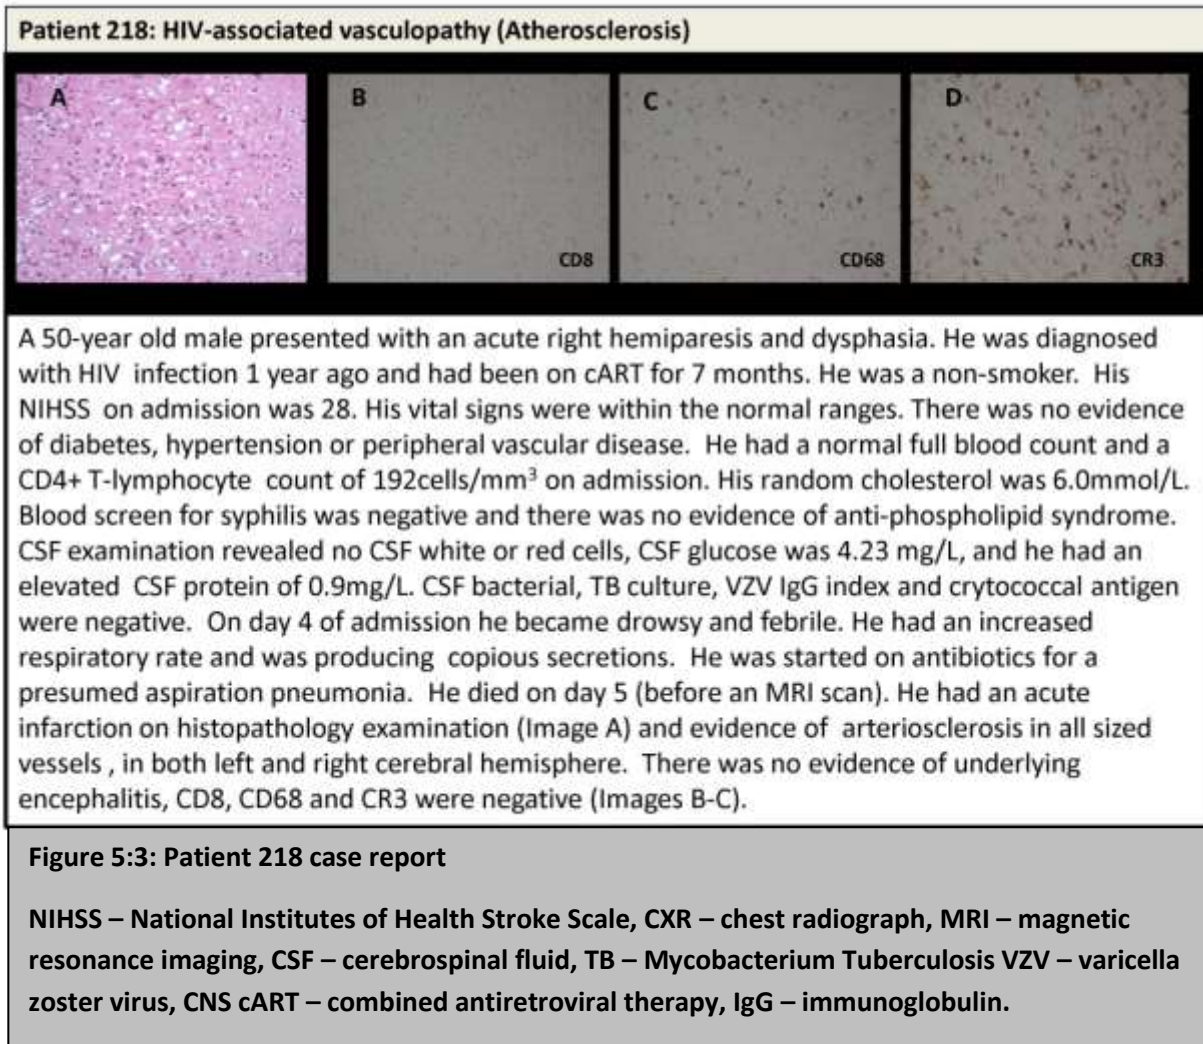 Patient 218: HIV-associated vasculopathy (Atherosclerosis)
A
B
C
D
CD8
CD68
CR3
A 50-year old male presented with an acute right hemiparesis and dysphasia. He was diagnosed
with HIV infection 1 year ago and had been on cART for 7 months. He was a non-smoker. His
NIHSS on admission was 28. His vital signs were within the normal ranges. There was no evidence
of diabetes, hypertension or peripheral vascular disease. He had a normal full blood count and a
CD4+ T-lymphocyte count of 192cells/mm³ on admission. His random cholesterol was 6.0mmol/L.
Blood screen for syphilis was negative and there was no evidence of anti-phospholipid syndrome.
CSF examination revealed no CSF white or red cells, CSF glucose was 4.23 mg/L, and he had an
elevated CSF protein of 0.9mg/L. CSF bacterial, TB culture, VZV IgG index and crytococcal antigen
were negative. On day 4 of admission he became drowsy and febrile. He had an increased
respiratory rate and was producing copious secretions. He was started on antibiotics for a
presumed aspiration pneumonia. He died on day 5 (before an MRI scan). He had an acute
infarction on histopathology examination (Image A) and evidence of arteriosclerosis in all sized
vessels , in both left and right cerebral hemisphere. There was no evidence of underlying
encephalitis, CD8, CD68 and CR3 were negative (Images B-C).
Figure 5:3: Patient 218 case report
NIHSS – National Institutes of Health Stroke Scale, CXR – chest radiograph, MRI – magnetic
resonance imaging, CSF – cerebrospinal fluid, TB – Mycobacterium Tuberculosis VZV – varicella
zoster virus, CNS cART – combined antiretroviral therapy, IgG – immunoglobulin.